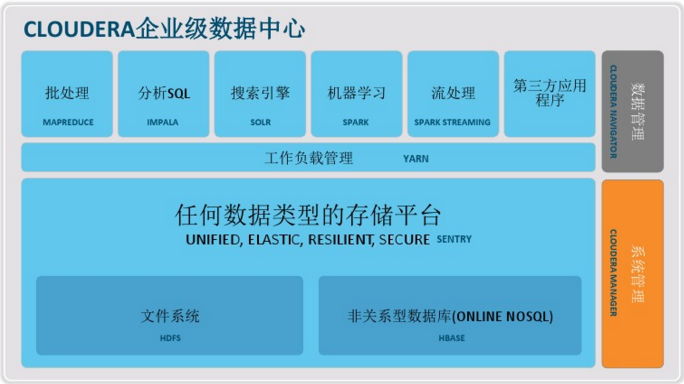 CLOUDERA企业级数据中心
批处理
MAPREDUCE
分析SQL
IMPALA
搜索引擎
SOLR
机器学习
SPARK
流处理
SPARK STREAMING
第三方应用
程序
工作负载管理 YARN
任何数据类型的存储平台
UNIFIED, ELASTIC, RESILIENT, SECURE SENTRY
文件系统
HDFS
非关系型数据库(ONLINE NOSQL)
HBASE
数据管理
CLOUDERA NAVIGATOR
系统管理
CLOUDERA MANAGER